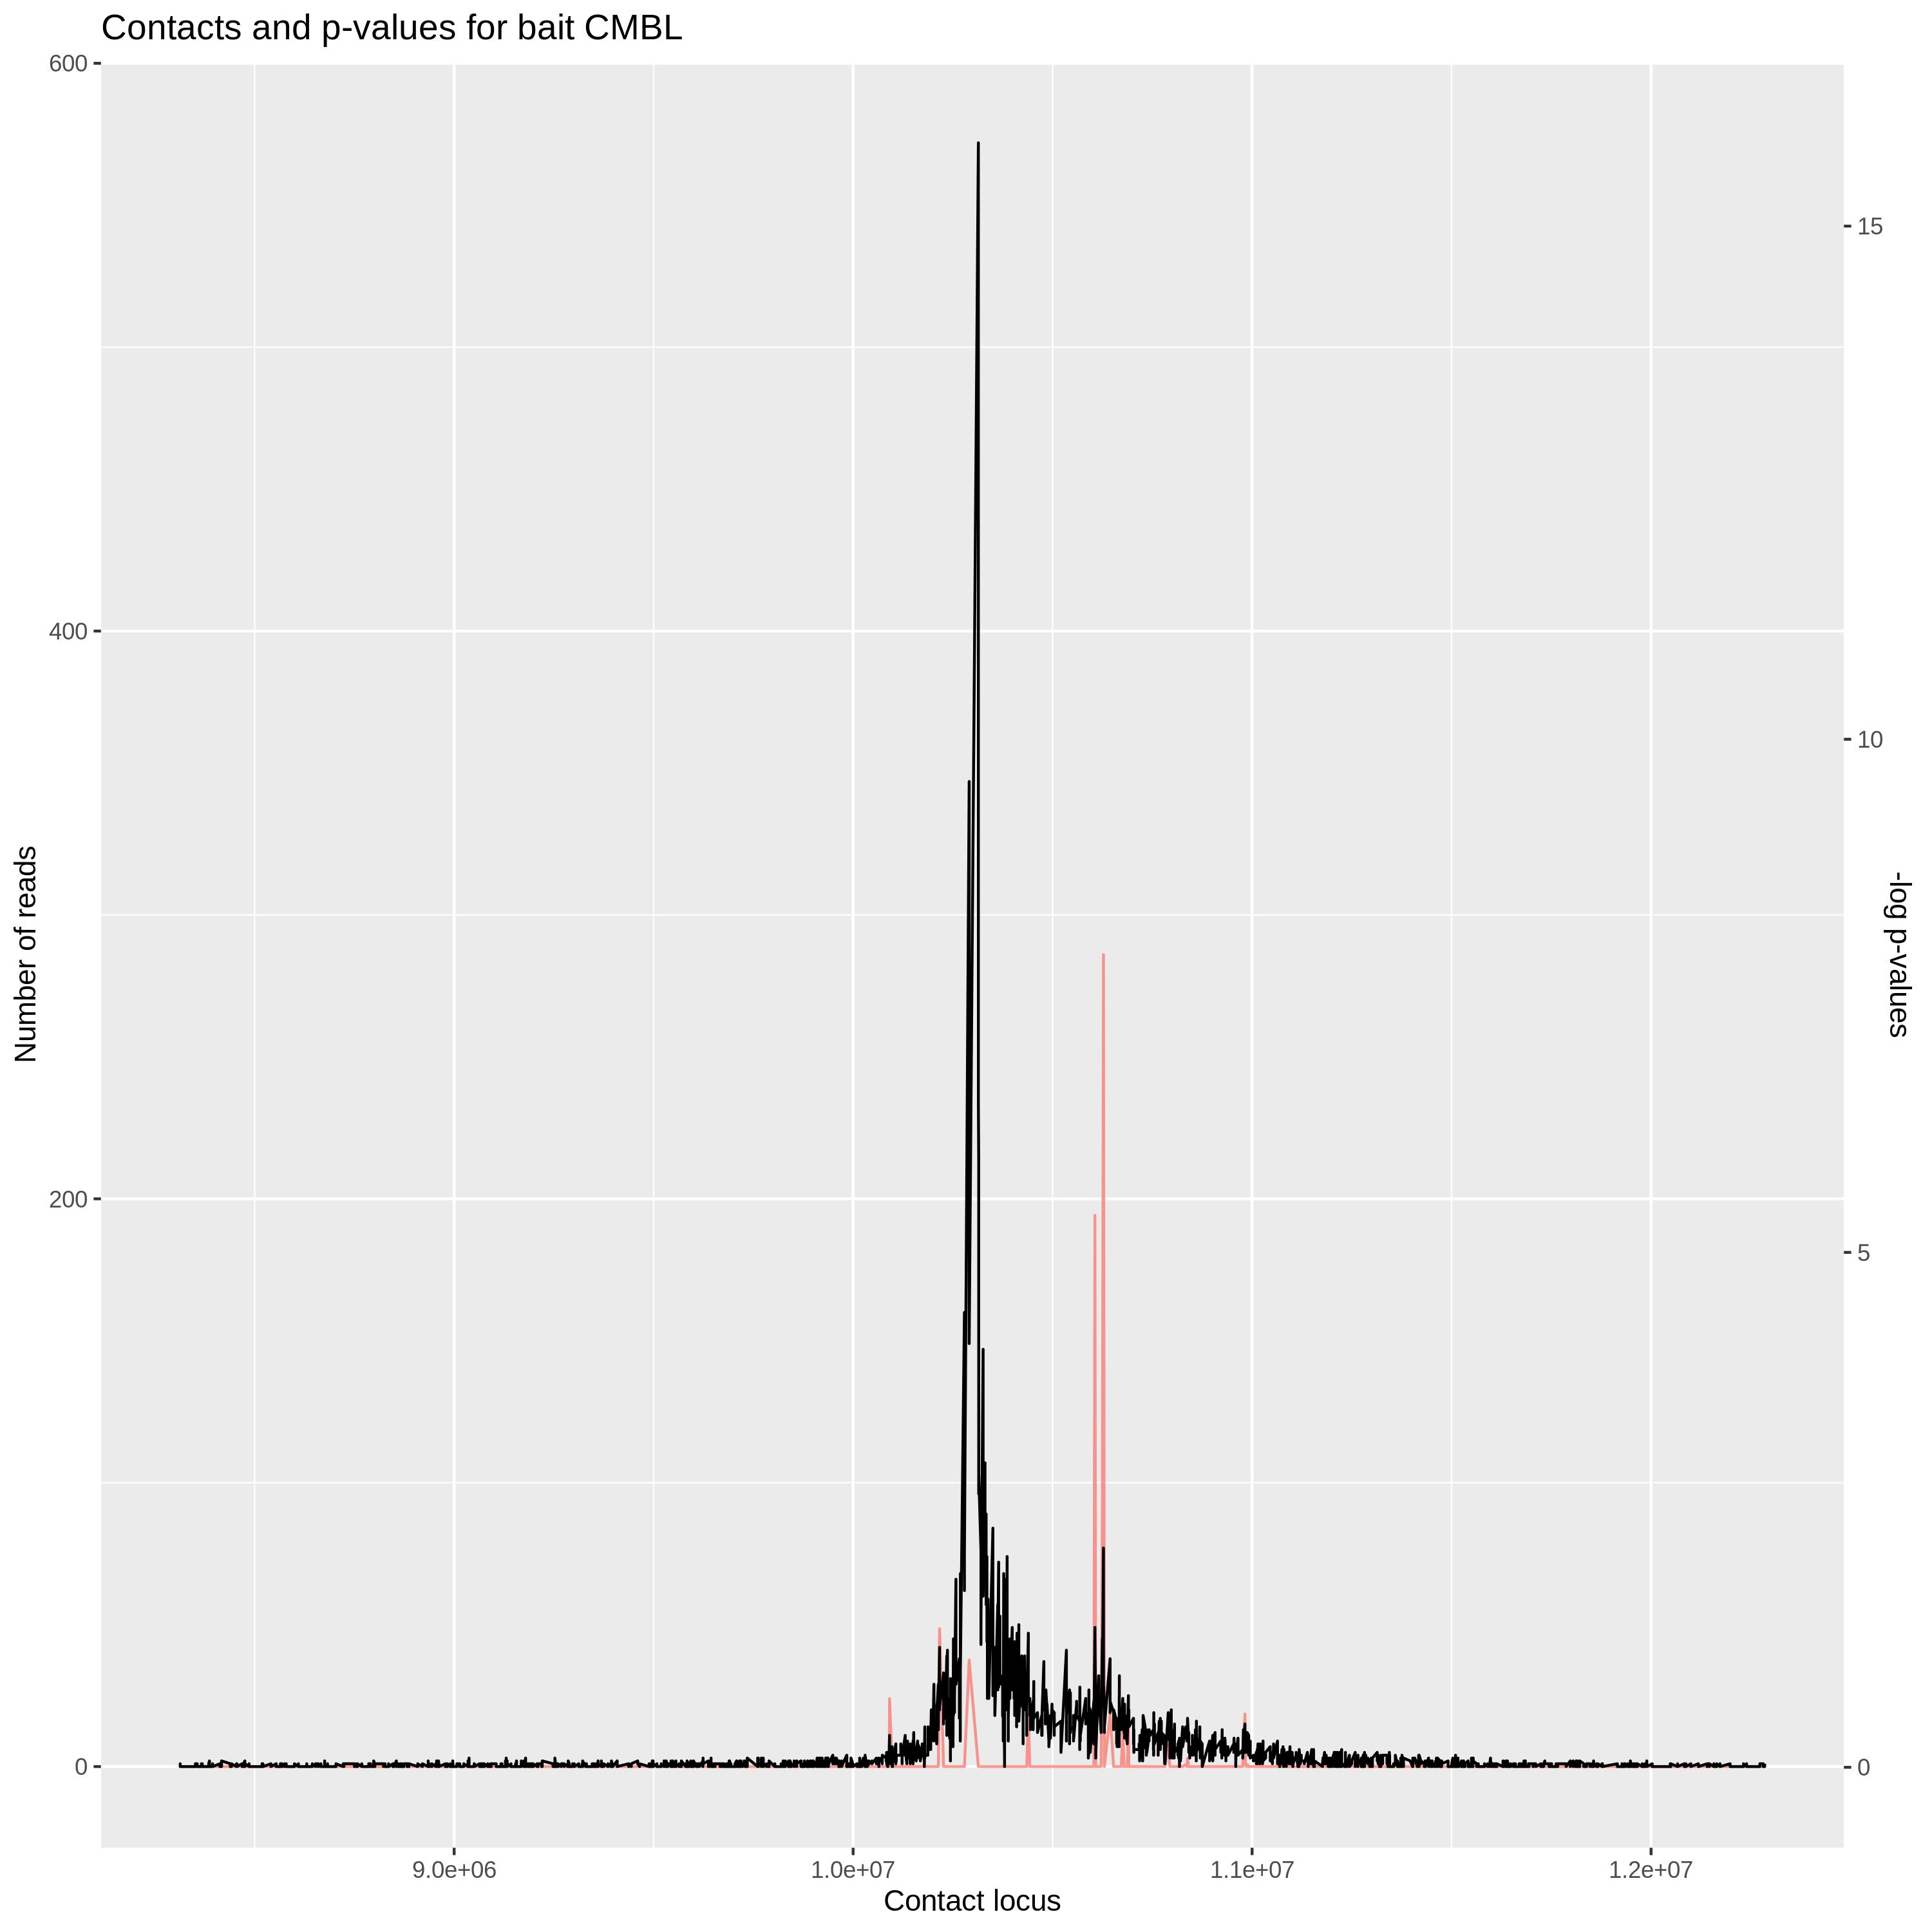 Contacts and p-values for bait CMBL
600
400
200
0
Number of reads
15
10
5
0
-log p-values
9.0e+06
1.0e+07
1.1e+07
1.2e+07
Contact locus